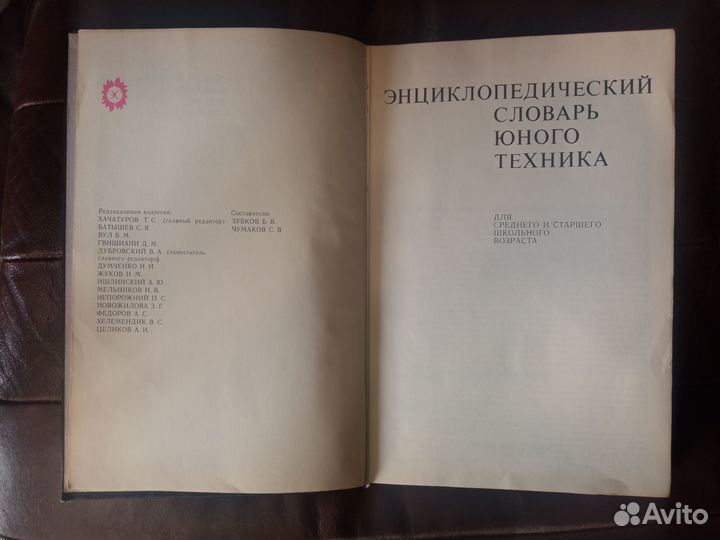 Редакционная коллегия:
ХАЧАТУРОВ Т. С. (главный редактор)
БАТЫШЕВ С. Я.
ВУЛ Б. М.
ГВИШИАНИ Д. М.
ДУБРОВСКИЙ В. А. (заместитель
главного редактора)
ДУМЧЕНКО Н. И.
ЖУКОВ И. М.
ИШЛИНСКИЙ А. Ю.
МЕЛЬНИКОВ Н. В.
НЕПОРОЖНИЙ П. С.
НОВОЖИЛОВА З. Г.
ФЕДОРОВ А. С.
ХЕЛЕМЕНДИК В. С.
ЦЕЛИКОВ А. И.
Составители:
ЗУБКОВ Б. В.
ЧУМАКОВ С. В.
ЭНЦИКЛОПЕДИЧЕСКИЙ
СЛОВАРЬ
ЮНОГО
ТЕХНИКА
ДЛЯ
СРЕДНЕГО И СТАРШЕГО
ШКОЛЬНОГО
ВОЗРАСТА
Avito